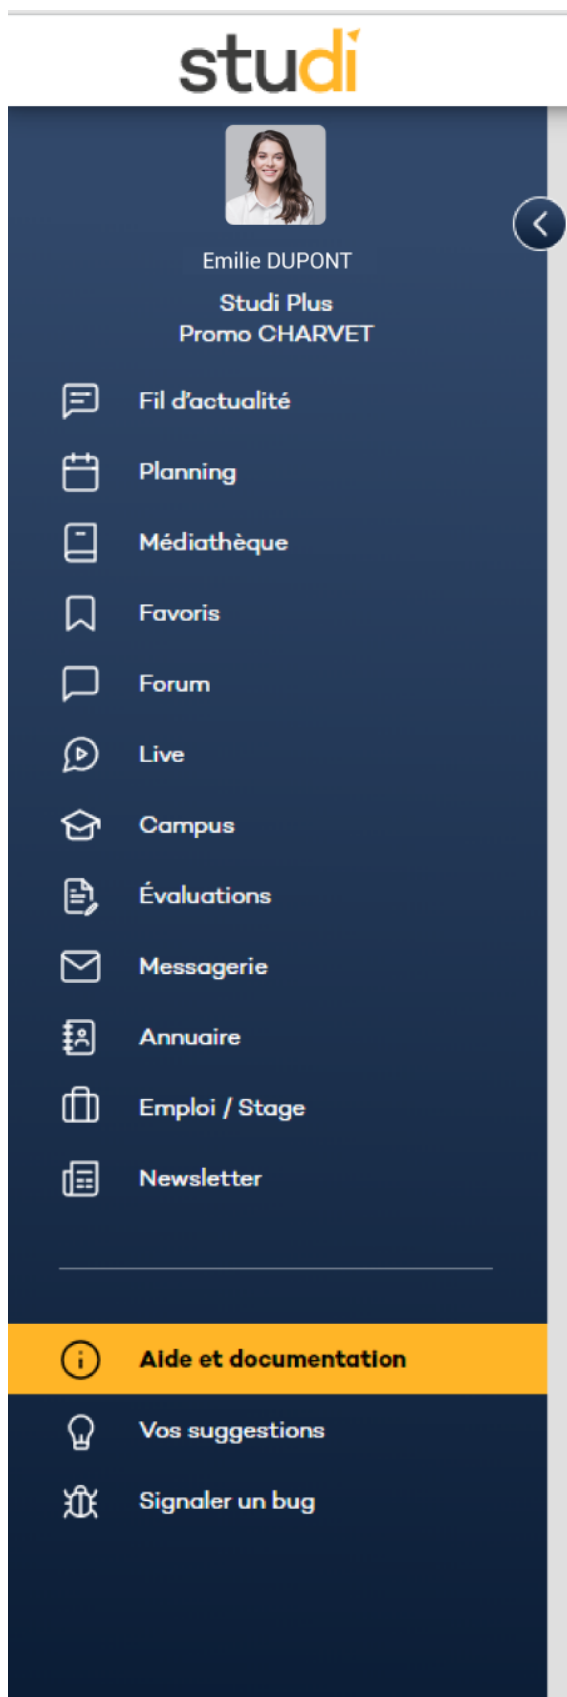 studi
Emilie DUPONT
Studi Plus
Promo CHARVET
Fil d'actualité
Planning
Médiathèque
Favoris
Forum
Live
Campus
Évaluations
Messagerie
Annuaire
Emploi / Stage
Newsletter
Aide et documentation
Vos suggestions
Signaler un bug